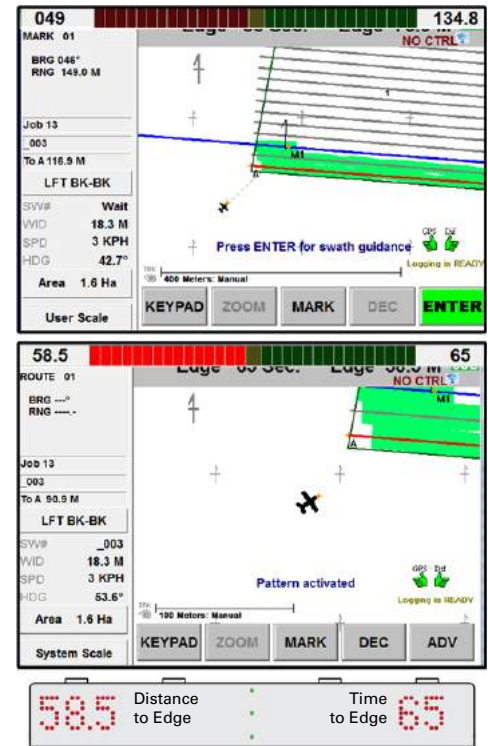 049 134.8
MARK 01
NO CTRL
BRG 046°
RNG 149.0 M
1
Job 13
_003
To A 116.9 M
M1
LFT BK-BK
A
SW# Wait
WID 18.3 M
SPD 3 KPH
HDG 42.7°
Press ENTER for swath guidance
GPS Dif
Logging is READY
400 Meters: Manual
Area 1.6 Ha
User Scale
KEYPAD ZOOM MARK DEC ENTER
58.5 65
ROUTE 01
NO CTRL
BRG ---°
RNG ----.-
M1
A
Job 13
_003
To A 90.9 M
LFT BK-BK
SW# _003
WID 18.3 M
SPD 3 KPH
HDG 53.6°
Pattern activated
GPS Dif
Logging is READY
100 Meters: Manual
Area 1.6 Ha
System Scale
KEYPAD ZOOM MARK DEC ADV
58.5 Distance to Edge Time to Edge 65